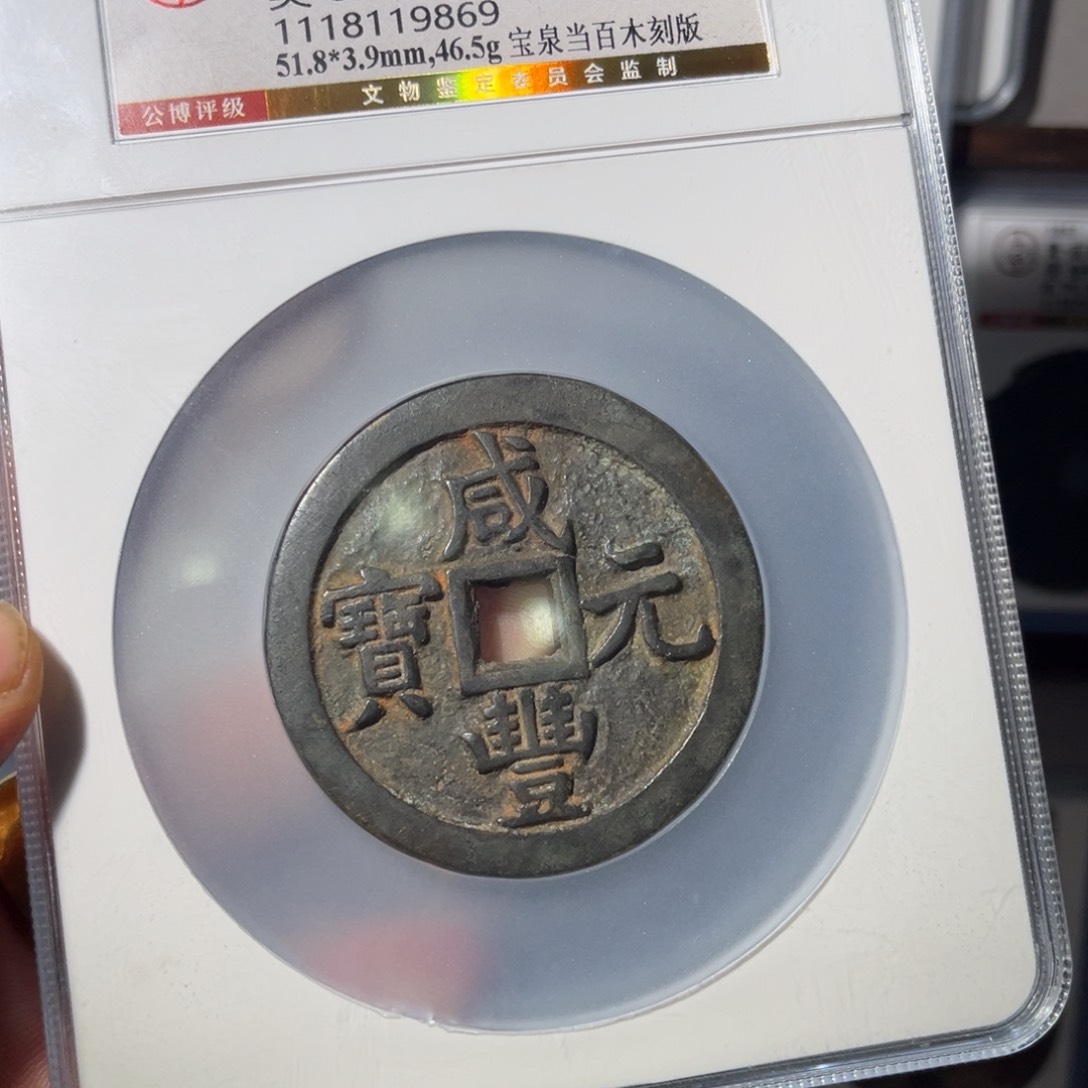 1118119869
51.8*3.9mm,46.5g 宝泉当百木刻版
文物鉴定委员会监制
公博评级
咸
元
寶
豐